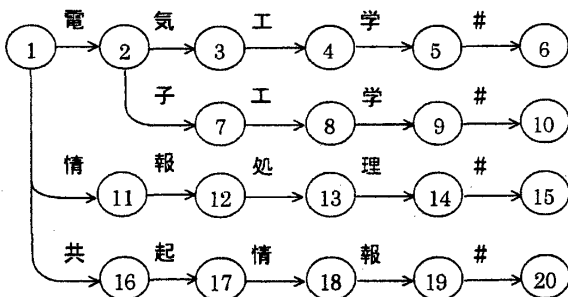 電 気 工 学 #
1 2 3 4 5 6
子 工 学 #
7 8 9 10
情 報 処 理 #
11 12 13 14 15
共 起 情 報 #
16 17 18 19 20